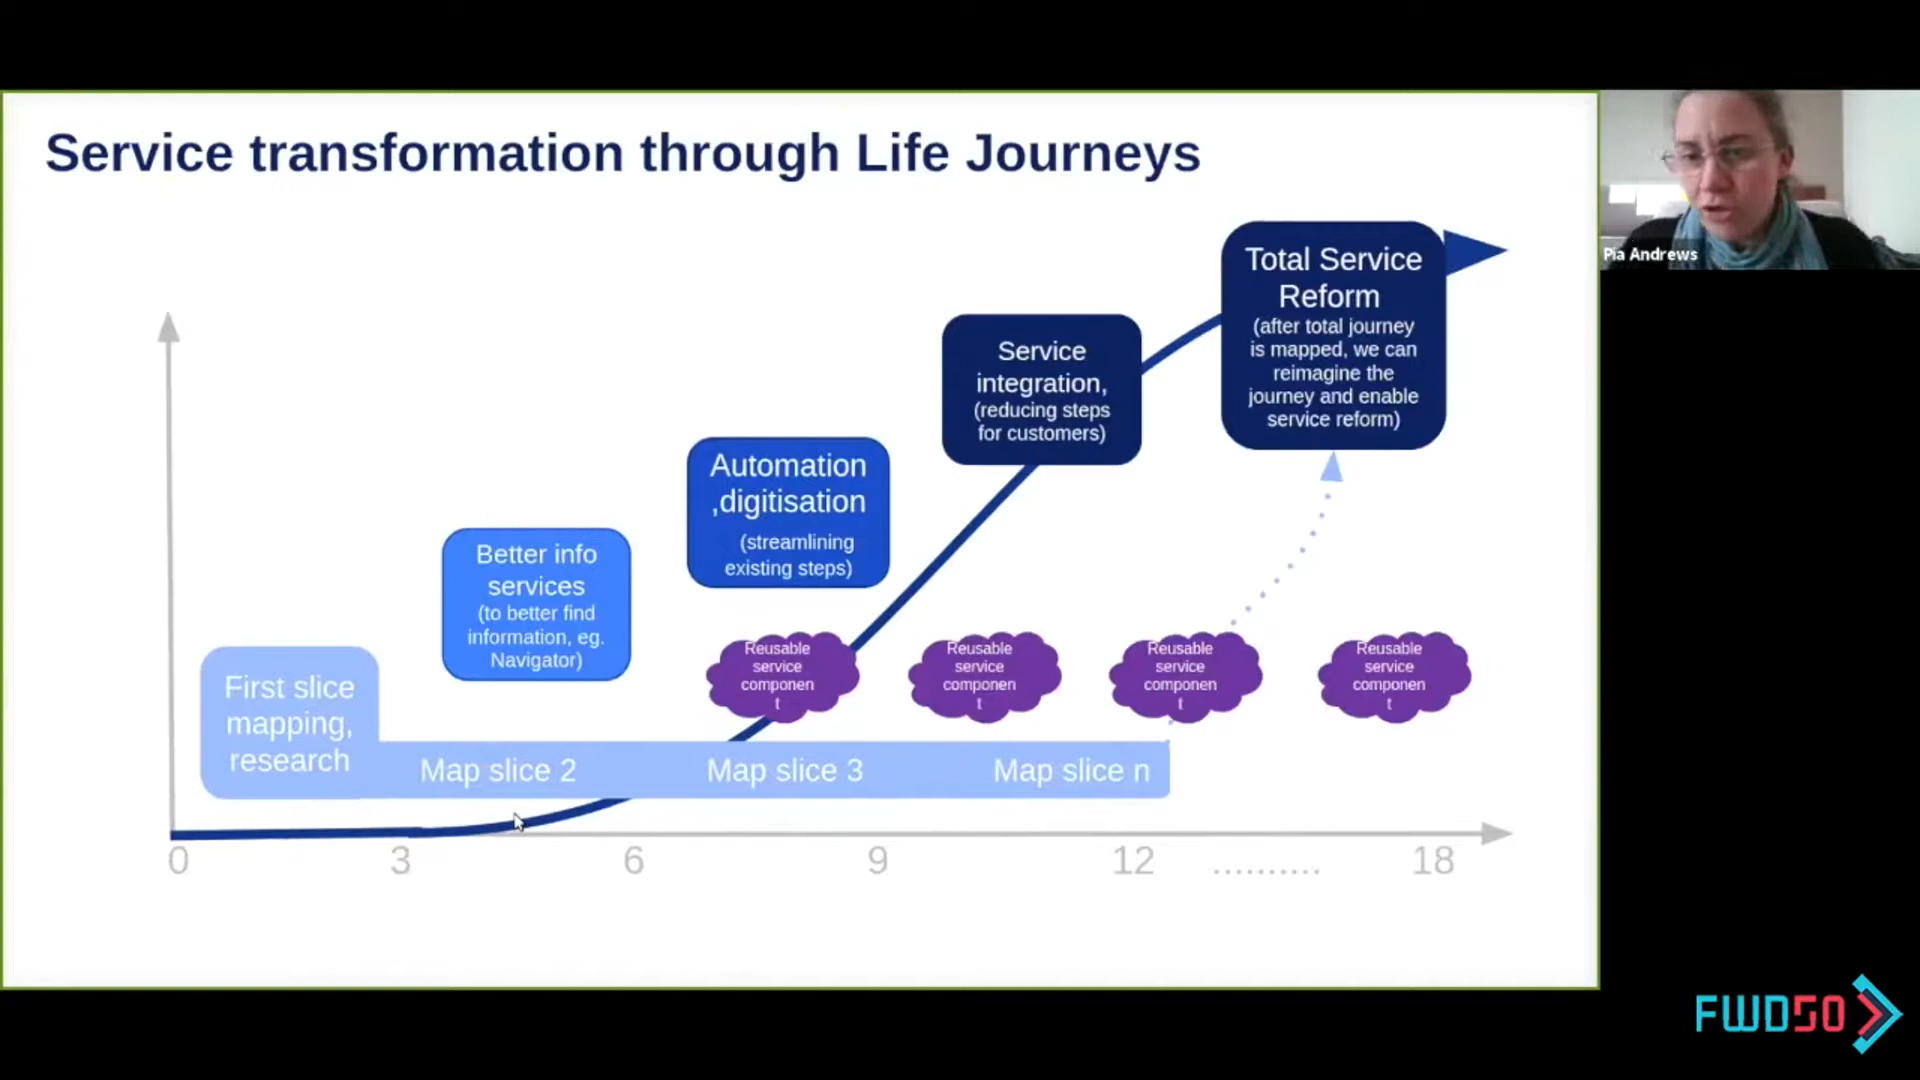 Service transformation through Life Journeys
Pia Andrews
Total Service
Reform
(after total journey
is mapped, we can
reimagine the
journey and enable
service reform)
Service
integration,
(reducing steps
for customers)
Automation
,digitisation
(streamlining
existing steps)
Better info
services
(to better find
information, eg.
Navigator)
First slice
mapping,
research
Reusable
service
componen
t
Reusable
service
componen
t
Reusable
service
componen
t
Reusable
service
componen
t
Map slice 2
Map slice 3
Map slice n
0 3 6 9 12 .......... 18
FWD50